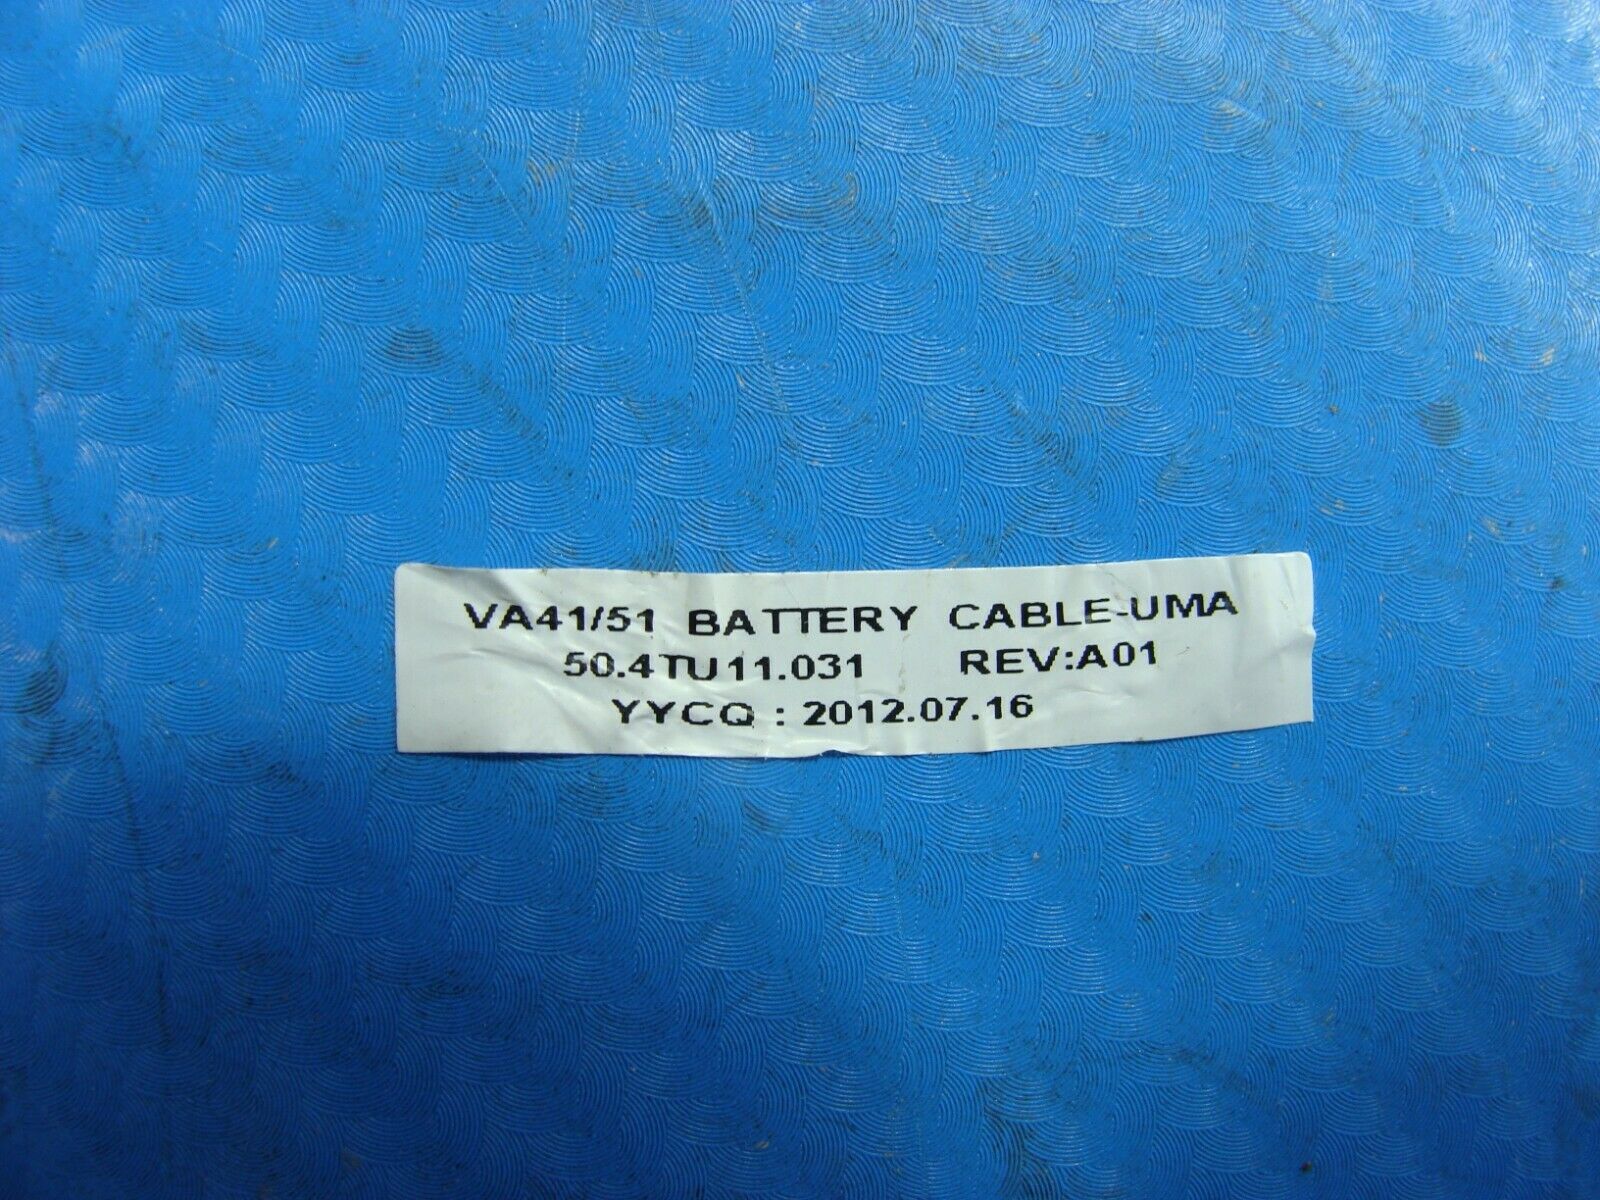 VA41/51 BATTERY CABLE-UMA
50.4TU11.031 REV:A01
YYCQ : 2012.07.16